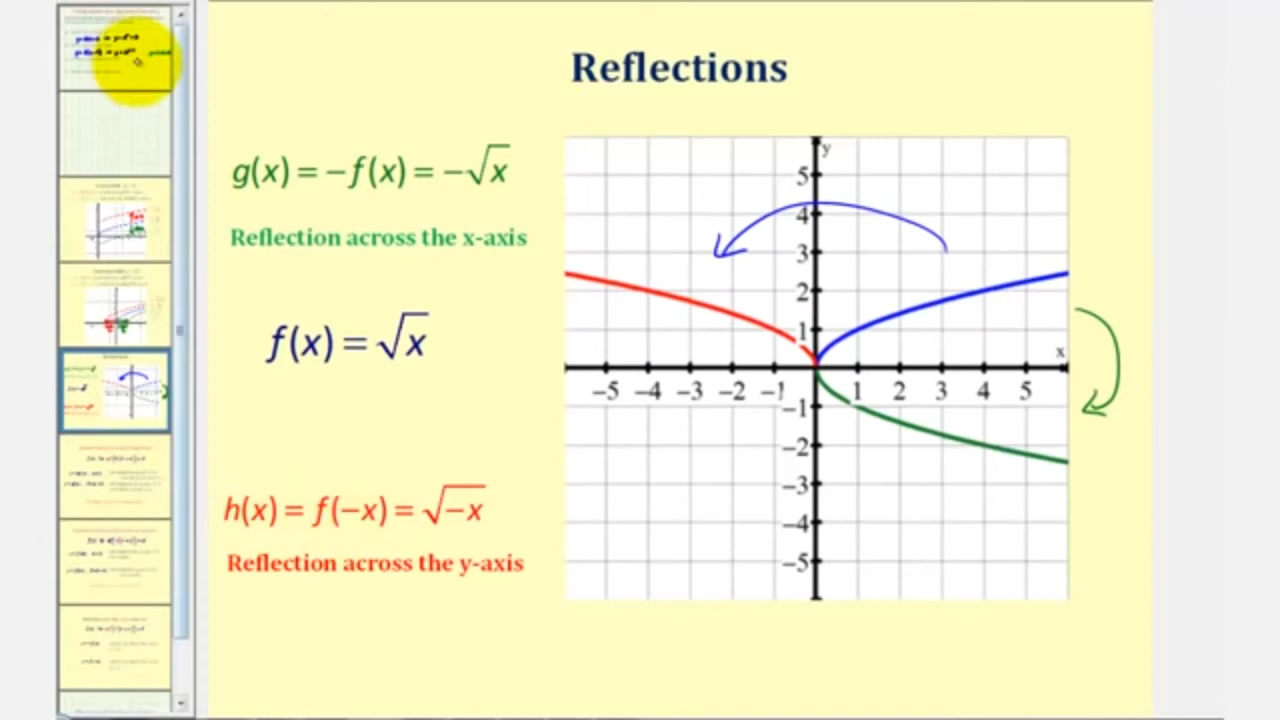 Reflections
g(x) = −f(x) = −√x
Reflection across the x-axis
f(x) = √x
h(x) = f(−x) = √−x
Reflection across the y-axis
y
5
4
3
2
1
x
−5 −4 −3 −2 −1 1 2 3 4 5
−1
−2
−3
−4
−5